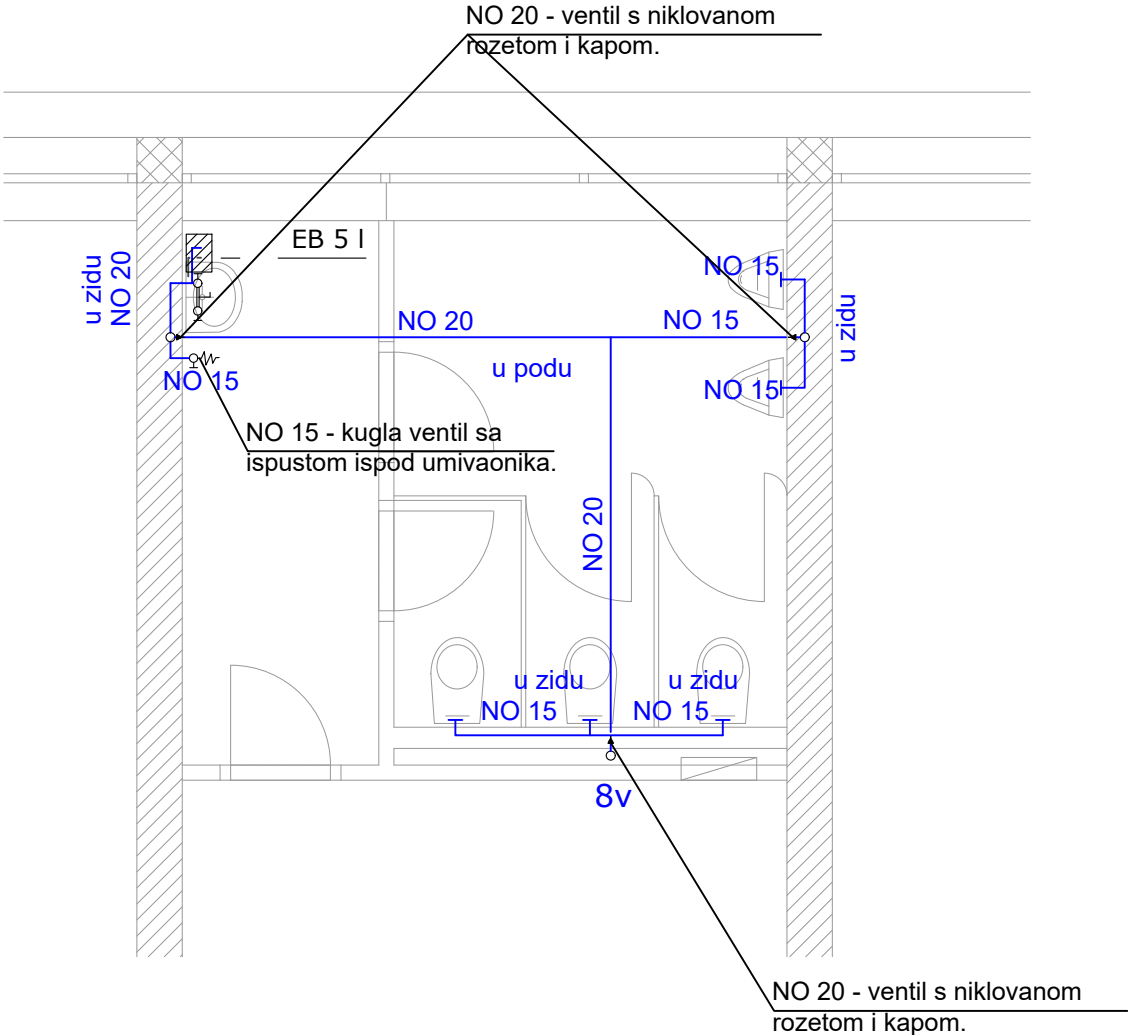 NO 20 - ventil s niklovanom
rozetom i kapom.
EB 5 l
u zidu
NO 20
NO 15
u zidu
NO 20
NO 15
u podu
NO 15
NO 15
NO 15 - kugla ventil sa
ispustom ispod umivaonika.
NO 20
u zidu
u zidu
NO 15
NO 15
8v
NO 20 - ventil s niklovanom
rozetom i kapom.